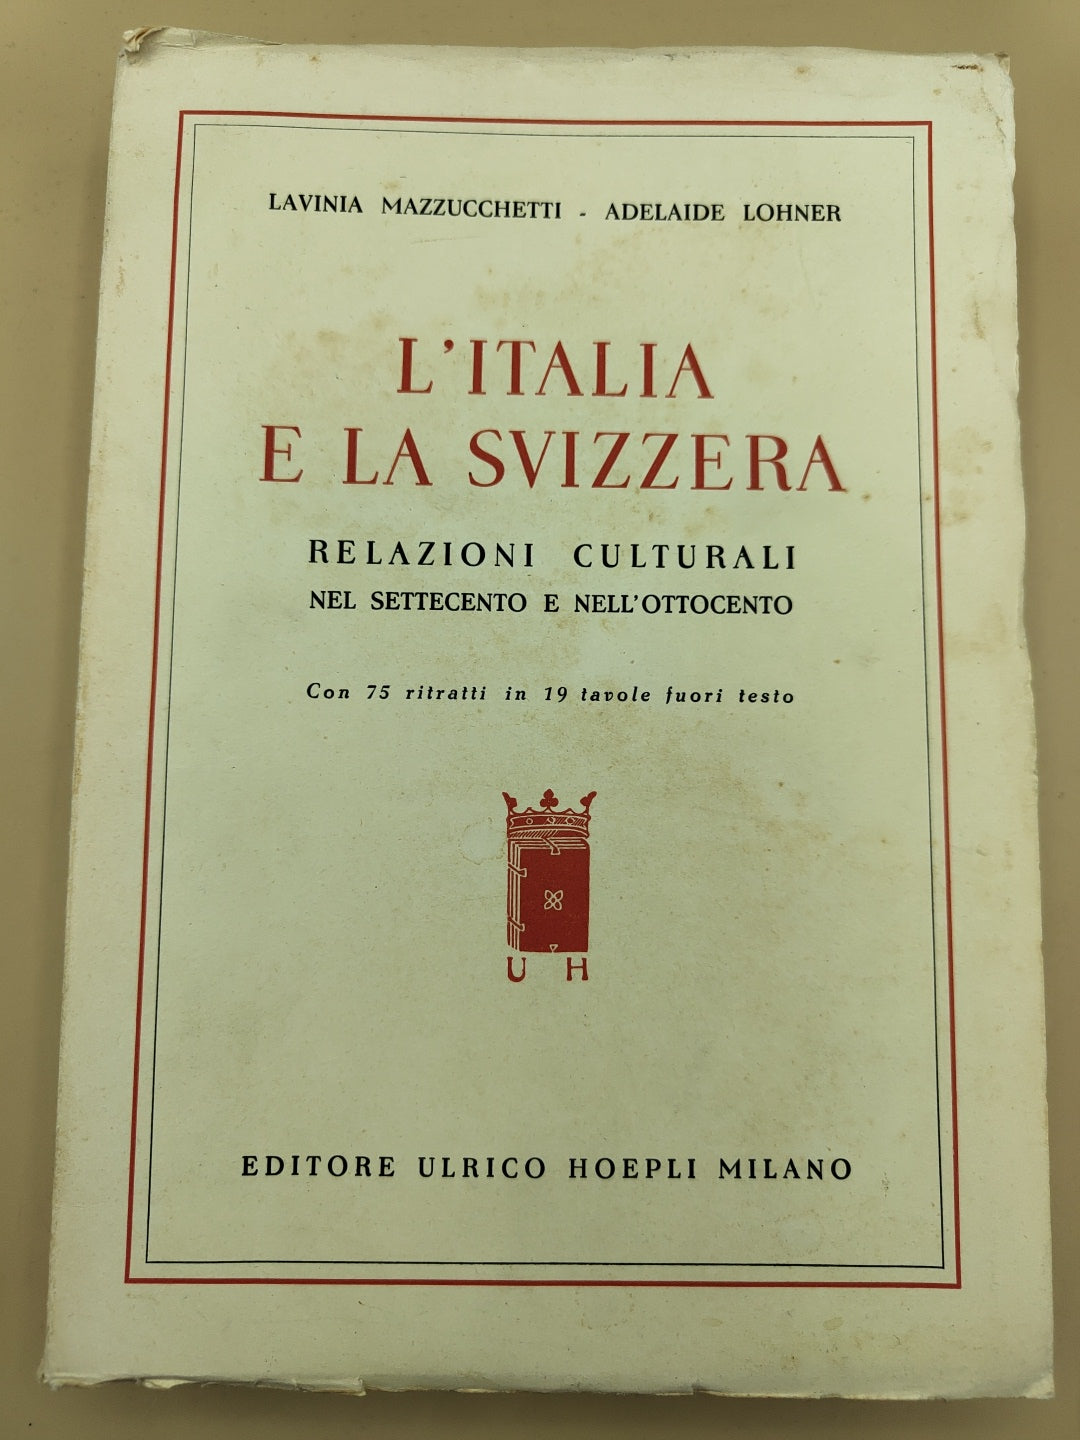 LAVINIA MAZZUCCHETTI - ADELAIDE LOHNER
L'ITALIA
E LA SVIZZERA
RELAZIONI CULTURALI
NEL SETTECENTO E NELL'OTTOCENTO
Con 75 ritratti in 19 tavole fuori testo
U H
EDITORE ULRICO HOEPLI MILANO